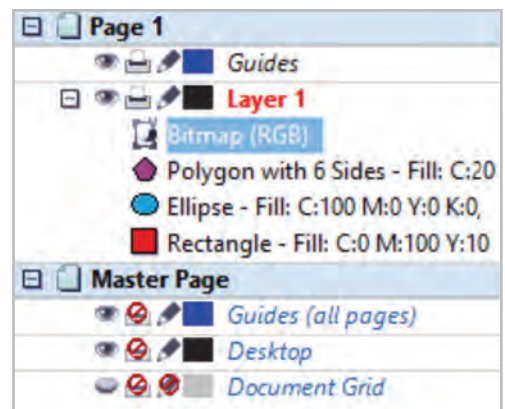 Page 1
Guides
Layer 1
Bitmap (RGB)
Polygon with 6 Sides - Fill: C:20
Ellipse - Fill: C:100 M:0 Y:0 K:0,
Rectangle - Fill: C:0 M:100 Y:10
Master Page
Guides (all pages)
Desktop
Document Grid